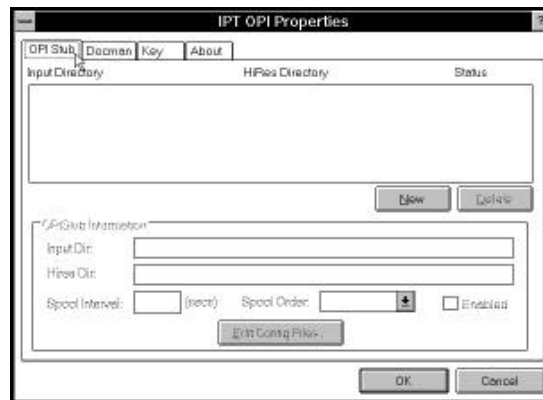 IPT OPI Properties ?
OPI Stub Docman Key About
Input Directory HiRes Directory Status
New Delete
OPIStub Information
Input Dir:
Hires Dir:
Spool Interval: (secs) Spool Order: Enabled
Edit Config Files...
OK Cancel